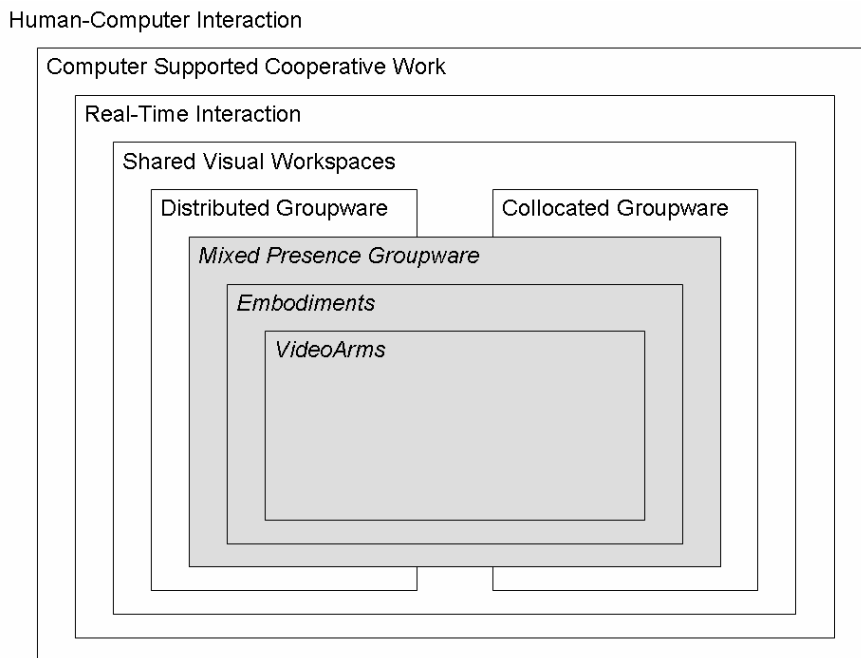 Human-Computer Interaction
Computer Supported Cooperative Work
Real-Time Interaction
Shared Visual Workspaces
Distributed Groupware
Collocated Groupware
Mixed Presence Groupware
Embodiments
VideoArms